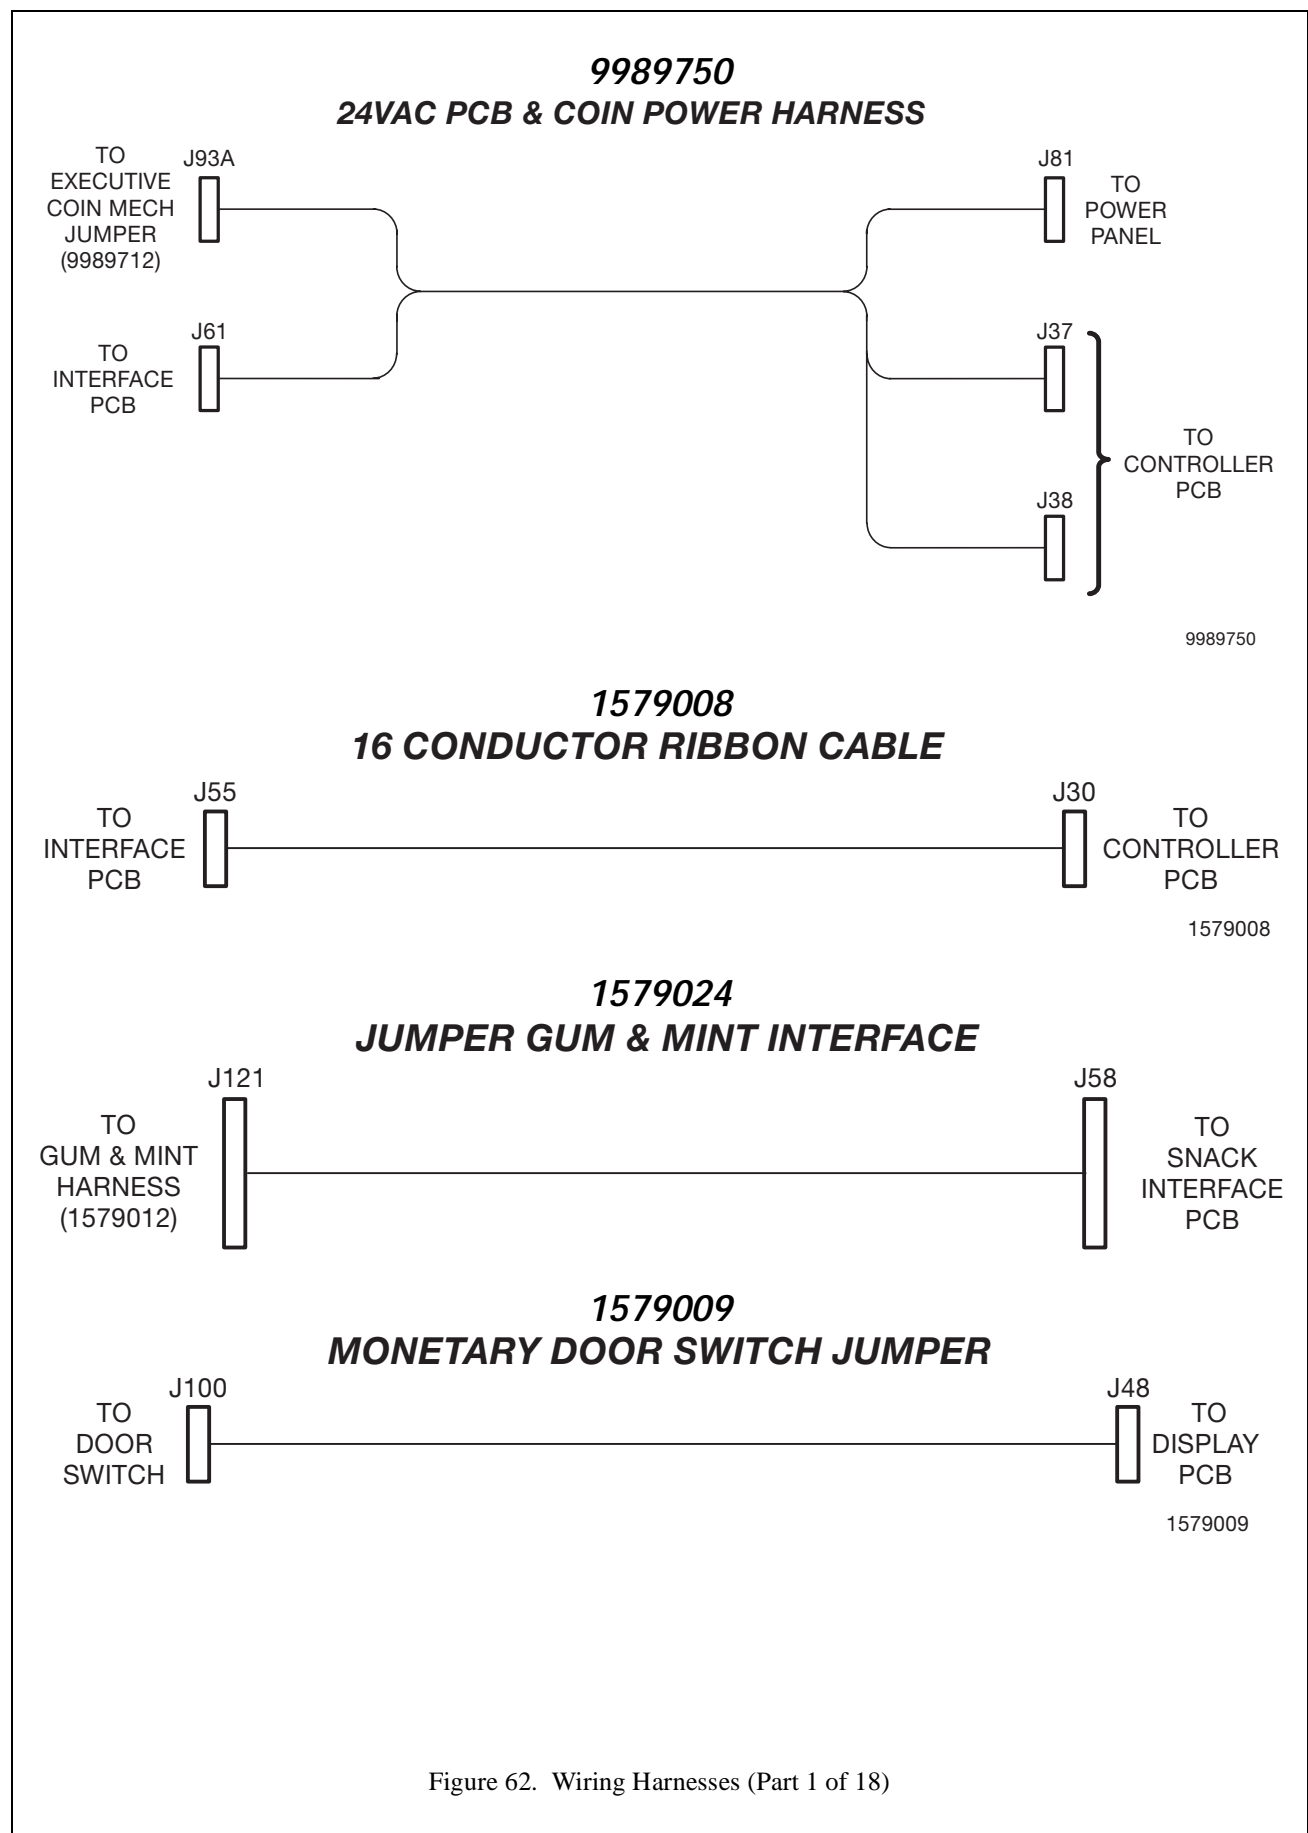 9989750
24VAC PCB & COIN POWER HARNESS
TO
EXECUTIVE
COIN MECH
JUMPER
(9989712)
J93A
J81
TO
POWER
PANEL
TO
INTERFACE
PCB
J61
J37
J38
TO
CONTROLLER
PCB
9989750
1579008
16 CONDUCTOR RIBBON CABLE
TO
INTERFACE
PCB
J55
J30
TO
CONTROLLER
PCB
1579008
1579024
JUMPER GUM & MINT INTERFACE
TO
GUM & MINT
HARNESS
(1579012)
J121
J58
TO
SNACK
INTERFACE
PCB
1579009
MONETARY DOOR SWITCH JUMPER
TO
DOOR
SWITCH
J100
J48
TO
DISPLAY
PCB
1579009
Figure 62. Wiring Harnesses (Part 1 of 18)